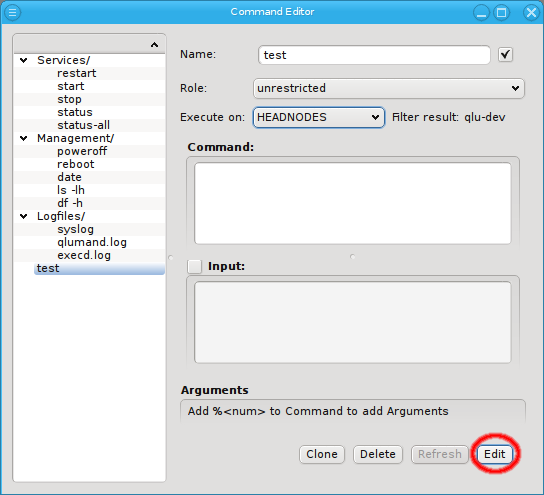 Command Editor
Services/
restart
start
stop
status
status-all
Management/
poweroff
reboot
date
ls -lh
df -h
Logfiles/
syslog
qlumand.log
execd.log
test
Name: test
Role: unrestricted
Execute on: HEADNODES Filter result: qlu-dev
Command:
Input:
Arguments
Add %<num> to Command to add Arguments
Clone Delete Refresh Edit